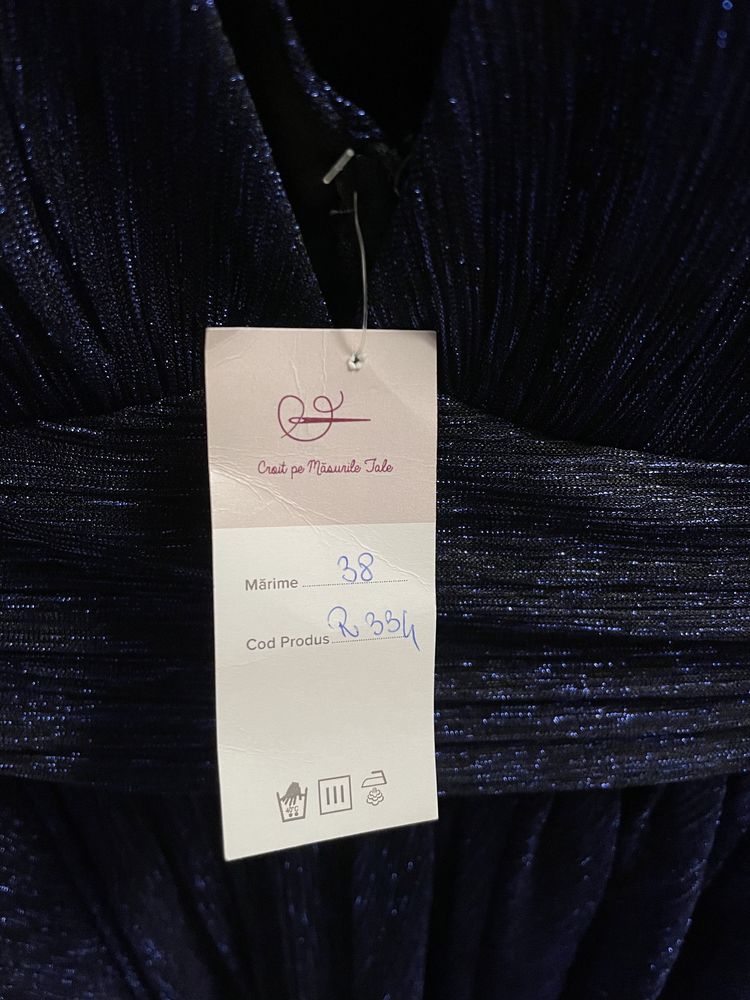 Croit pe Măsurile Tale
Mărime 38
Cod Produs R 334